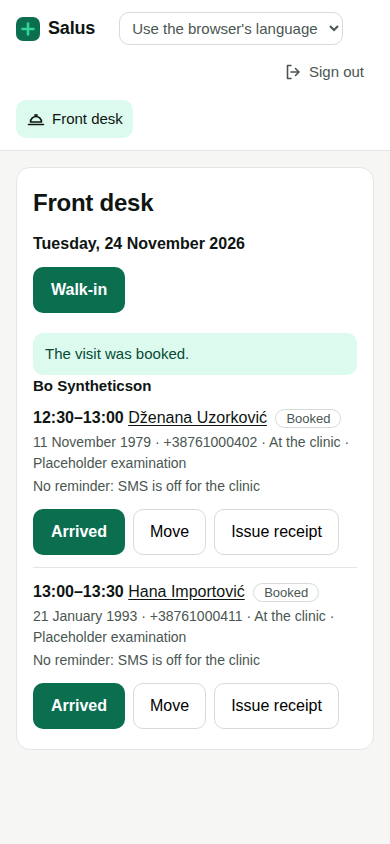 Salus
Use the browser's language
Sign out
Front desk
Front desk
Tuesday, 24 November 2026
Walk-in
The visit was booked.
Bo Syntheticson
12:30–13:00 Dženana Uzorković Booked
11 November 1979 · +38761000402 · At the clinic ·
Placeholder examination
No reminder: SMS is off for the clinic
Arrived Move Issue receipt
13:00–13:30 Hana Importović Booked
21 January 1993 · +38761000411 · At the clinic ·
Placeholder examination
No reminder: SMS is off for the clinic
Arrived Move Issue receipt